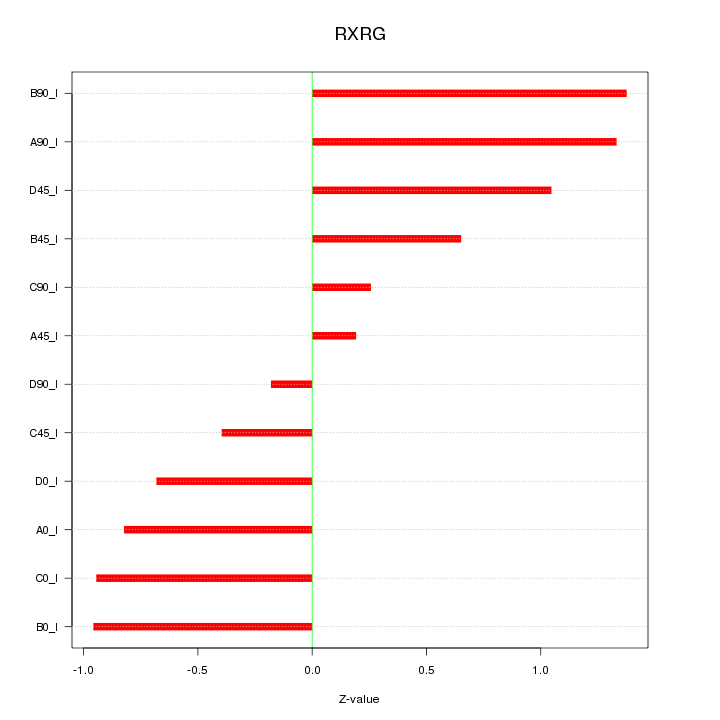 RXRG
B90_I
A90_I
D45_I
B45_I
C90_I
A45_I
D90_I
C45_I
D0_I
A0_I
C0_I
B0_I
-1.0 -0.5 0.0 0.5 1.0
Z-value